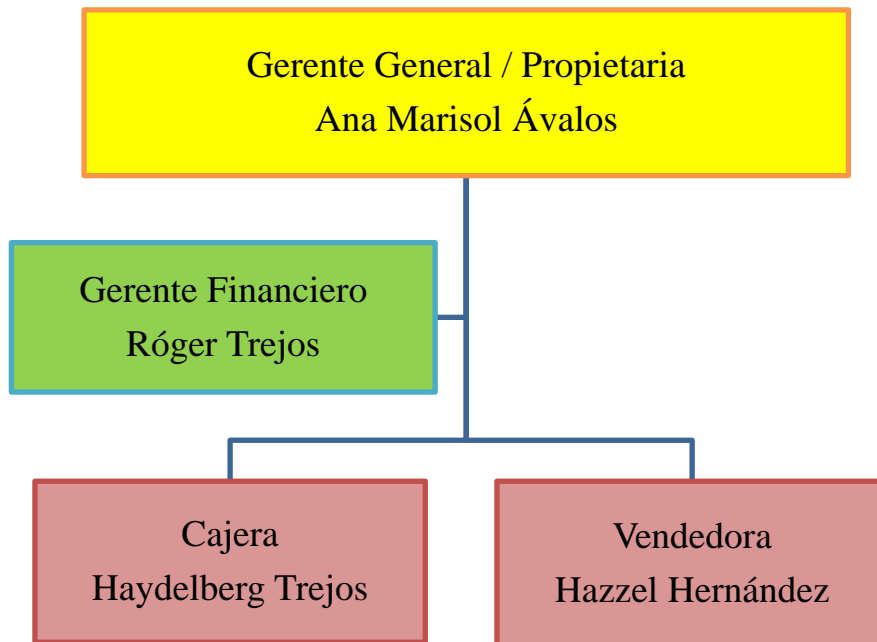 Gerente General / Propietaria
Ana Marisol Ávalos
Gerente Financiero
Róger Trejos
Cajera
Haydelberg Trejos
Vendedora
Hazzel Hernández